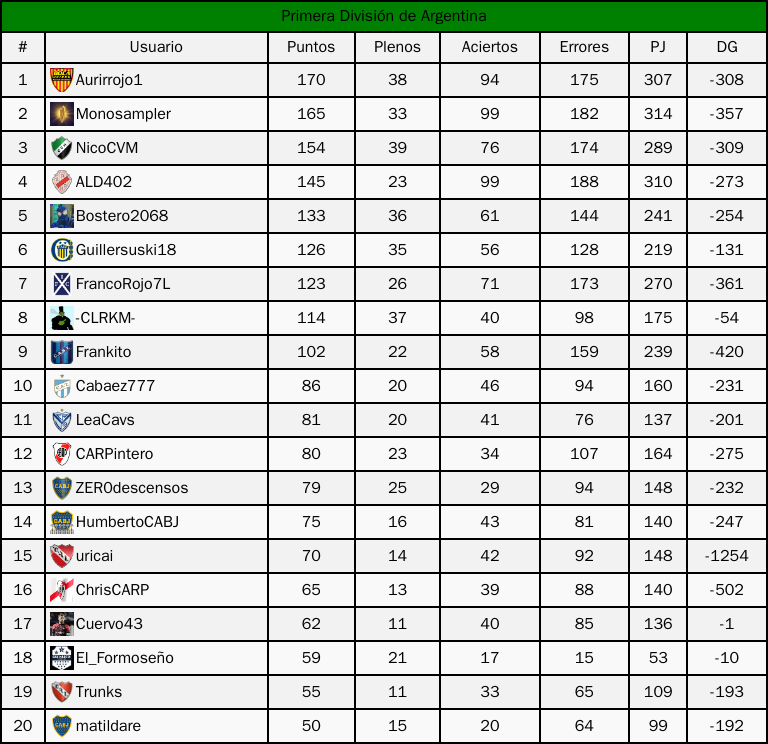 Primera División de Argentina
# Usuario Puntos Plenos Aciertos Errores PJ DG
1 Aurirrojo1 170 38 94 175 307 -308
2 Monosampler 165 33 99 182 314 -357
3 NicoCVM 154 39 76 174 289 -309
4 ALD402 145 23 99 188 310 -273
5 Bostero2068 133 36 61 144 241 -254
6 Guillersuski18 126 35 56 128 219 -131
7 FrancoRojo7L 123 26 71 173 270 -361
8 -CLRKM- 114 37 40 98 175 -54
9 Frankito 102 22 58 159 239 -420
10 Cabaez777 86 20 46 94 160 -231
11 LeaCavs 81 20 41 76 137 -201
12 CARPintero 80 23 34 107 164 -275
13 ZER0descensos 79 25 29 94 148 -232
14 HumbertoCABJ 75 16 43 81 140 -247
15 uricai 70 14 42 92 148 -1254
16 ChrisCARP 65 13 39 88 140 -502
17 Cuervo43 62 11 40 85 136 -1
18 El_Formoseño 59 21 17 15 53 -10
19 Trunks 55 11 33 65 109 -193
20 matildare 50 15 20 64 99 -192